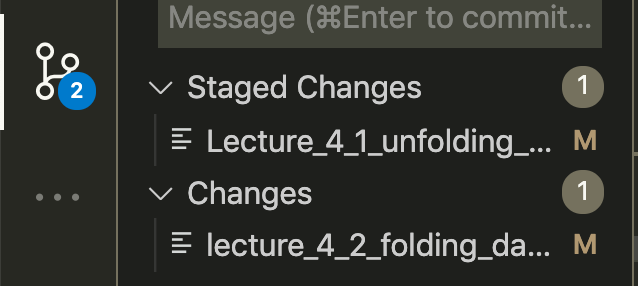 Message (⌘Enter to commit...
2
Staged Changes 1
Lecture_4_1_unfolding_... M
Changes 1
lecture_4_2_folding_da... M